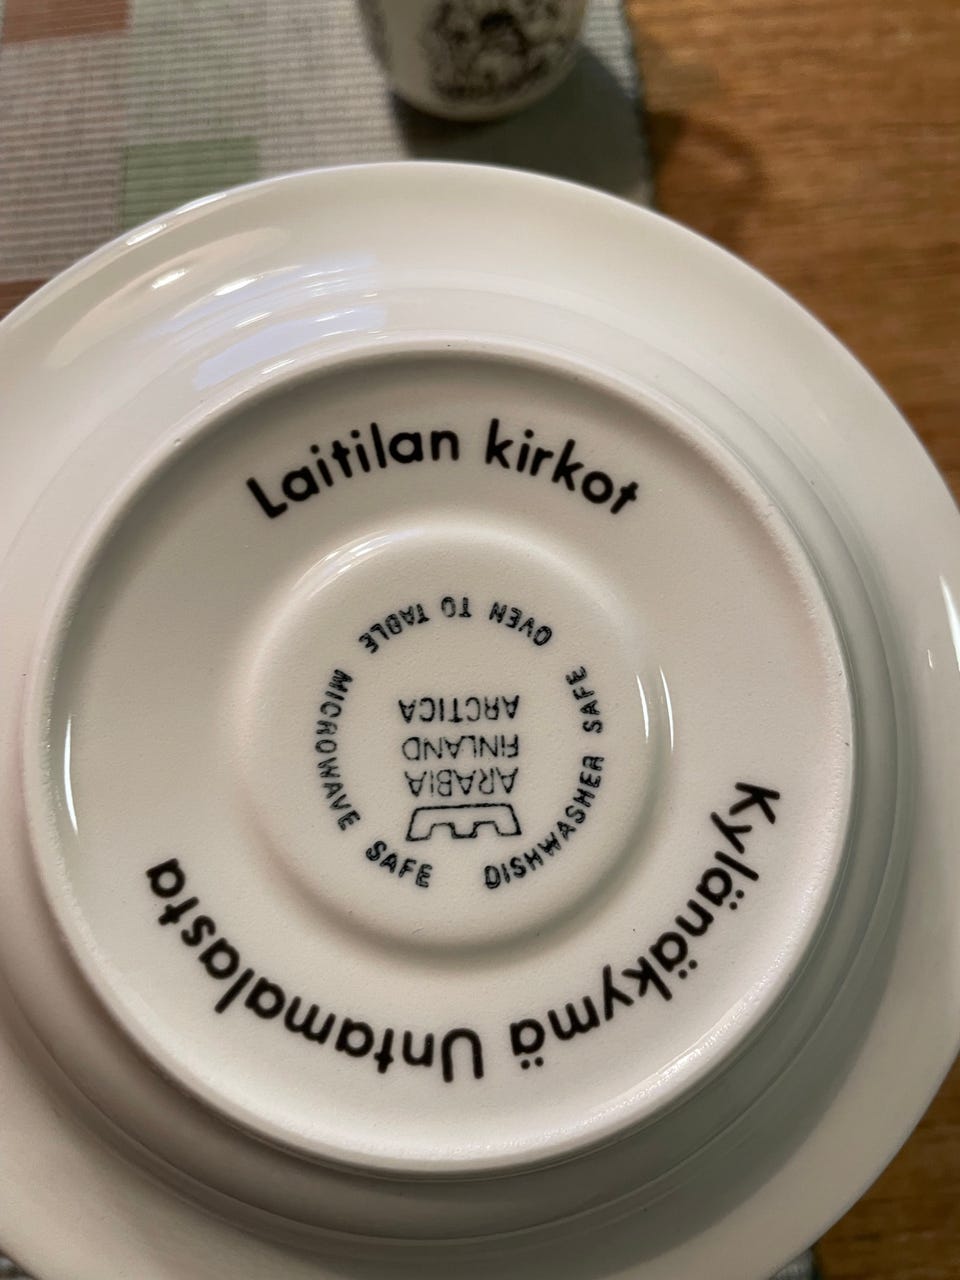 Laitilan kirkot
Kylänäkymä Untamalasta
OVEN TO TABLE
MICROWAVE SAFE
DISHWASHER SAFE
ARABIA
FINLAND
ARCTICA